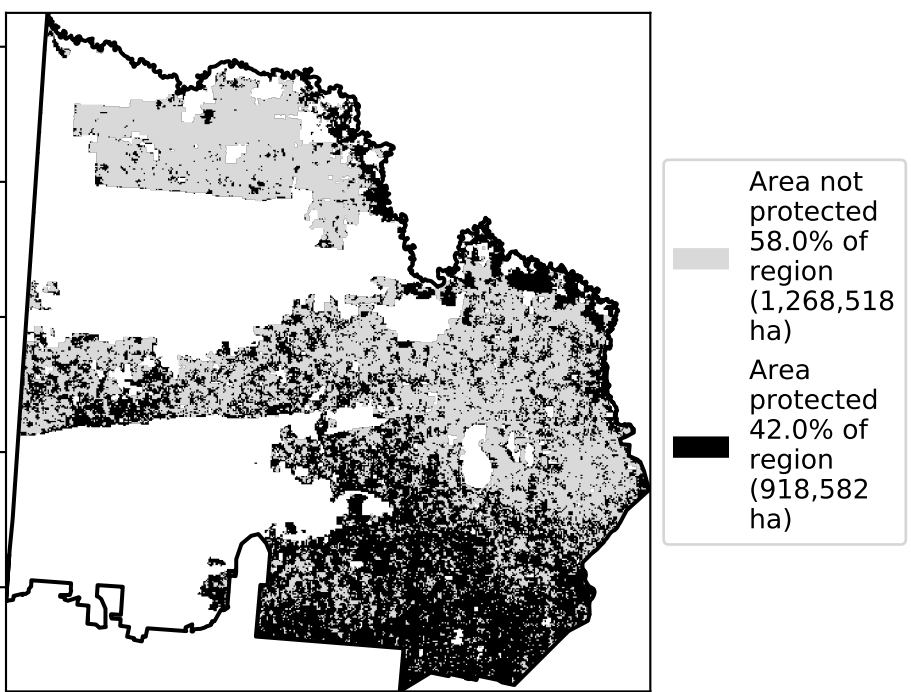 Area not
protected
58.0% of
region
(1,268,518
ha)
Area
protected
42.0% of
region
(918,582
ha)